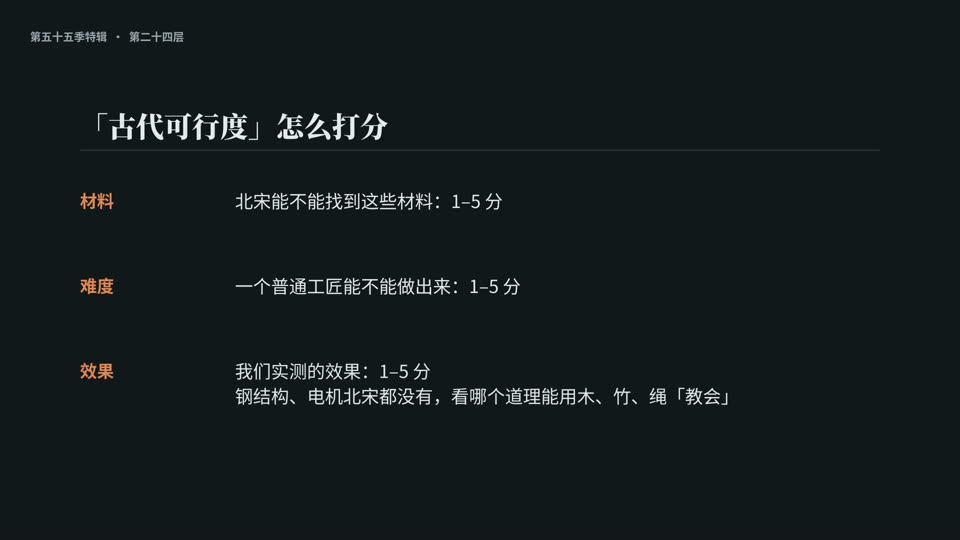 第五十五季特辑 · 第二十四层
「古代可行度」怎么打分
材料
北宋能不能找到这些材料：1–5 分
难度
一个普通工匠能不能做出来：1–5 分
效果
我们实测的效果：1–5 分
钢结构、电机北宋都没有，看哪个道理能用木、竹、绳「教会」